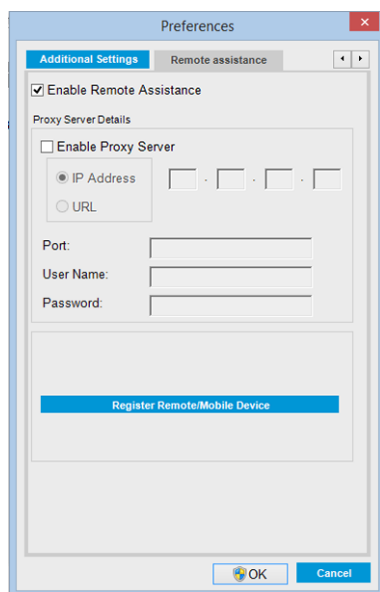 Preferences
Additional Settings Remote assistance
Enable Remote Assistance
Proxy Server Details
Enable Proxy Server
IP Address . . .
URL
Port:
User Name:
Password:
Register Remote/Mobile Device
OK Cancel